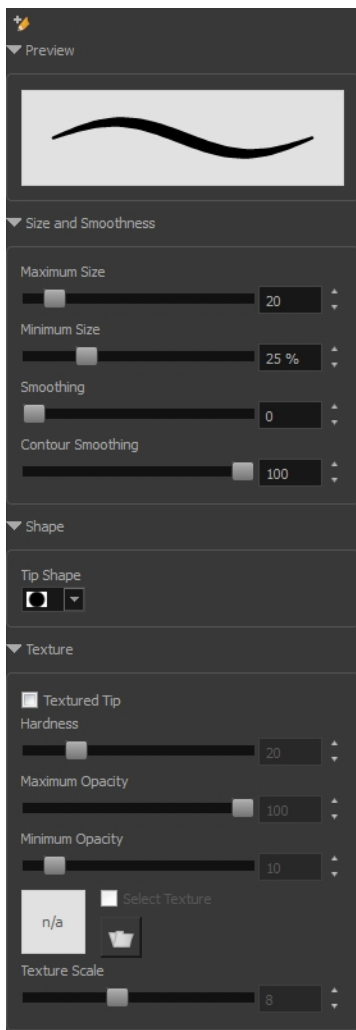 Preview
Size and Smoothness
Maximum Size
20
Minimum Size
25 %
Smoothing
0
Contour Smoothing
100
Shape
Tip Shape
Texture
Textured Tip
Hardness
20
Maximum Opacity
100
Minimum Opacity
10
n/a
Select Texture
Texture Scale
8